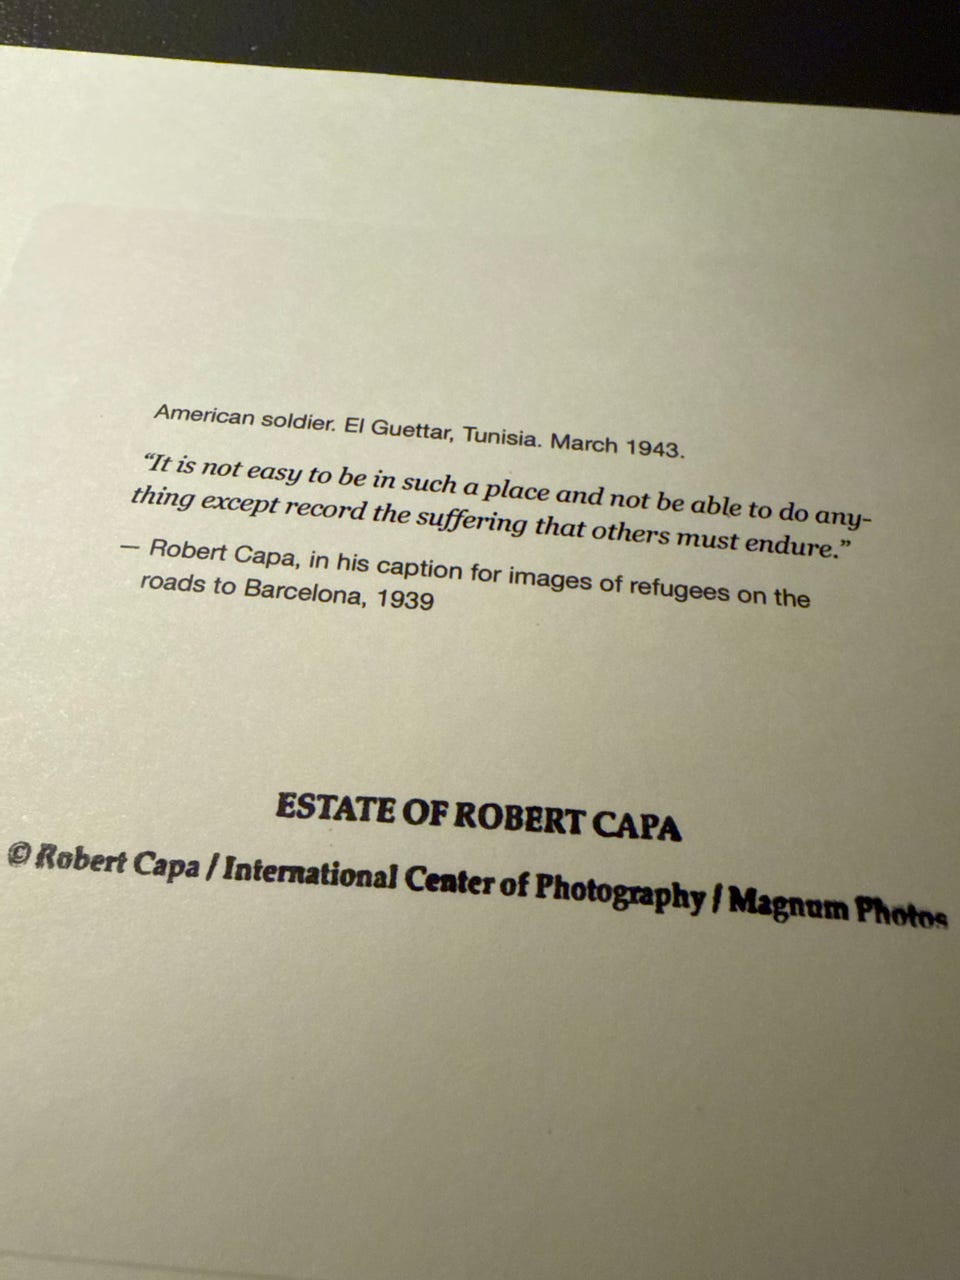 American soldier. El Guettar, Tunisia. March 1943.
“It is not easy to be in such a place and not be able to do any-
thing except record the suffering that others must endure.”
— Robert Capa, in his caption for images of refugees on the
roads to Barcelona, 1939
ESTATE OF ROBERT CAPA
© Robert Capa / International Center of Photography / Magnum Photos